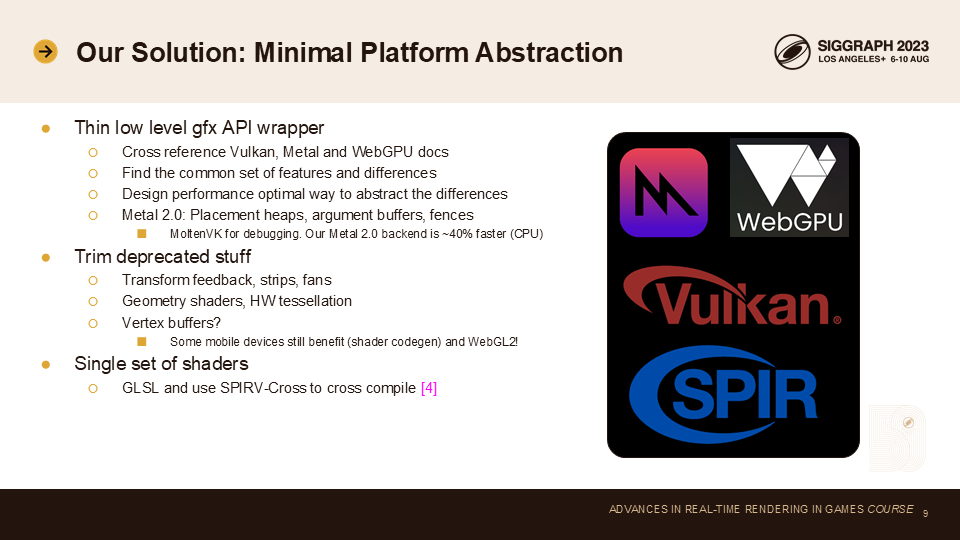 Our Solution: Minimal Platform Abstraction
SIGGRAPH 2023
LOS ANGELES+ 6-10 AUG
Thin low level gfx API wrapper
Cross reference Vulkan, Metal and WebGPU docs
Find the common set of features and differences
Design performance optimal way to abstract the differences
Metal 2.0: Placement heaps, argument buffers, fences
MoltenVK for debugging. Our Metal 2.0 backend is ~40% faster (CPU)
Trim deprecated stuff
Transform feedback, strips, fans
Geometry shaders, HW tessellation
Vertex buffers?
Some mobile devices still benefit (shader codegen) and WebGL2!
Single set of shaders
GLSL and use SPIRV-Cross to cross compile [4]
WebGPU
Vulkan®
SPIR
ADVANCES IN REAL-TIME RENDERING IN GAMES COURSE 9